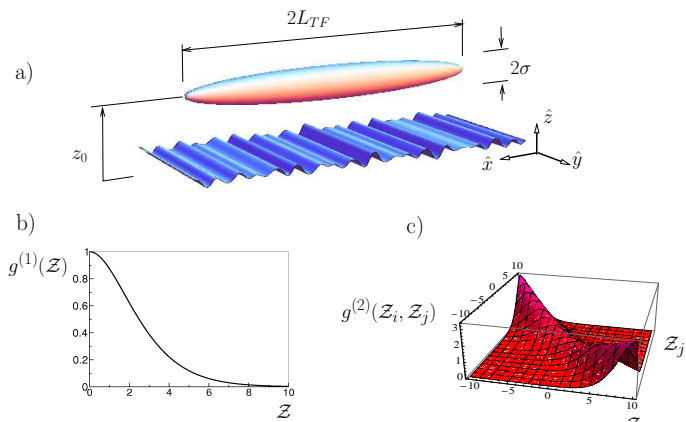 2L_{TF}
a)
2σ
ẑ
z_0
x̂
ŷ
b)
c)
g^{(1)}(𝒵)
1
0.8
0.6
0.4
0.2
0
0 2 4 6 8 10
𝒵
g^{(2)}(𝒵_i, 𝒵_j)
10
5
0
−5
−10
3
2
1
0
−10 −5 0 5 10
𝒵_j